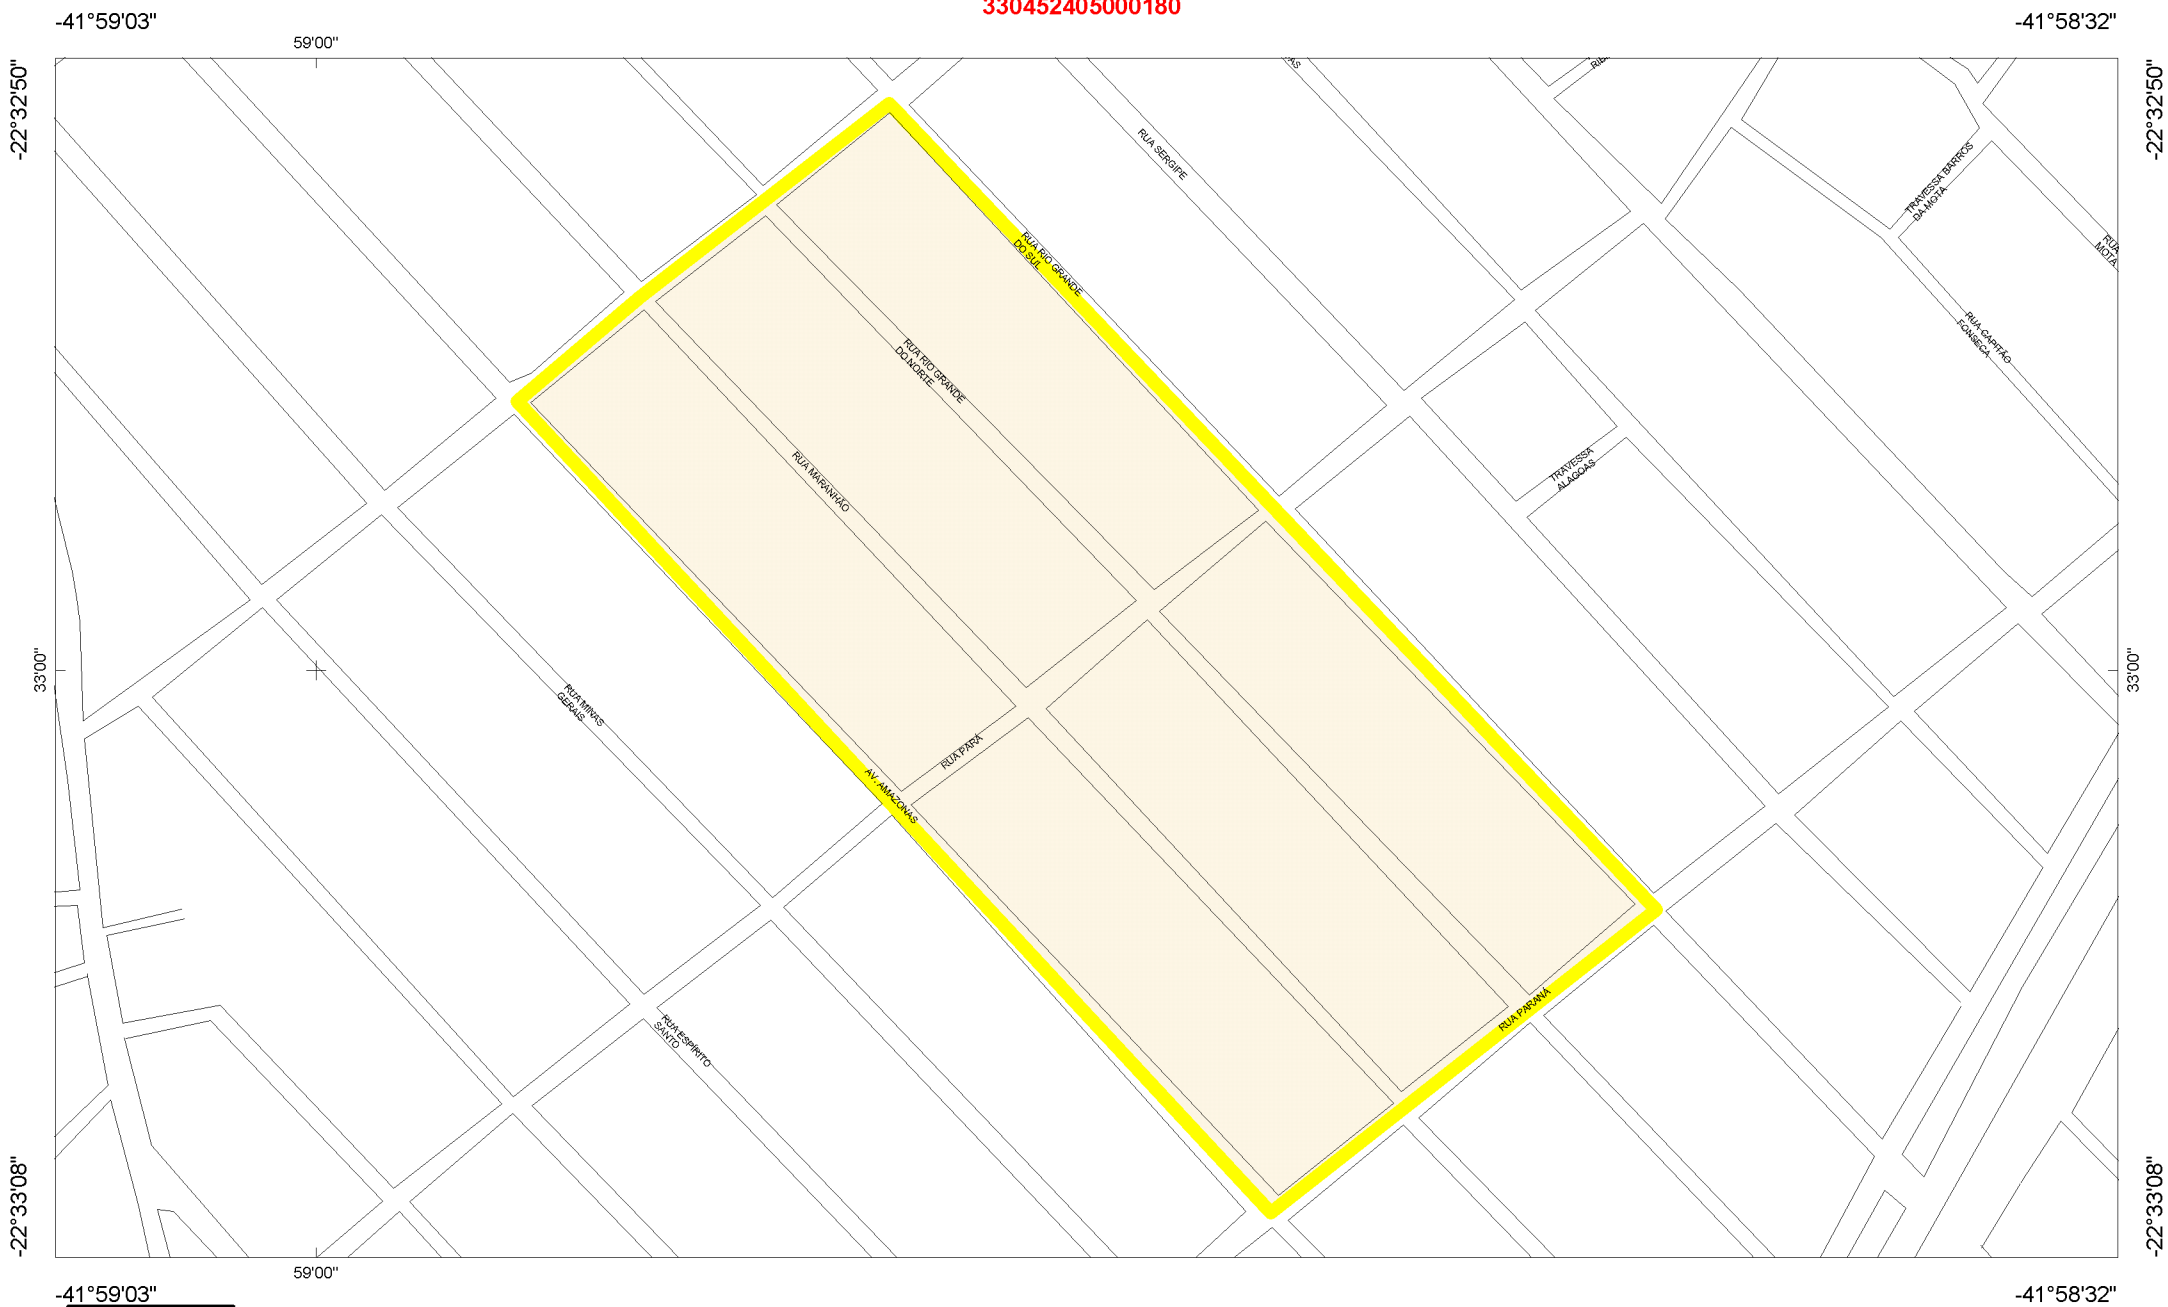 330452405000180
-41°59'03"
-41°58'32"
59'00"
-22°32'50"
-22°32'50"
RUA SERGIPE
TRAVESSA BARROS
DA MOTA
RUA
MOTA
RUA RIO GRANDE
DO SUL
RUA CAPITÃO
FONSECA
RUA RIO GRANDE
DO NORTE
RUA MARANHÃO
TRAVESSA
ALAGOAS
33'00"
33'00"
RUA MINAS
GERAIS
RUA PARÁ
AV. AMAZONAS
RUA PARANÁ
RUA ESPÍRITO
SANTO
-22°33'08"
-22°33'08"
59'00"
-41°59'03"
-41°58'32"